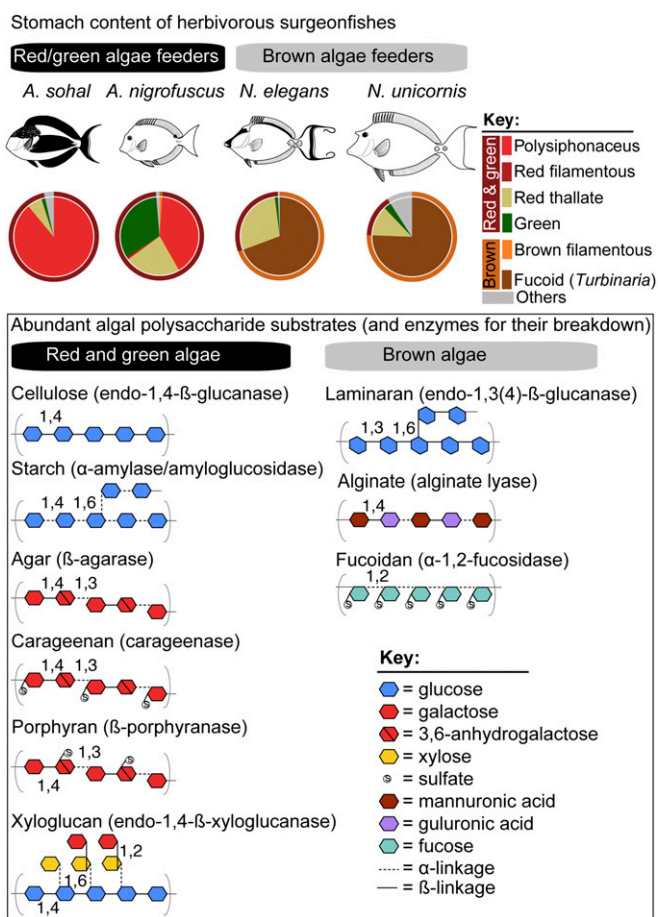 Stomach content of herbivorous surgeonfishes
Red/green algae feeders
Brown algae feeders
A. sohal
A. nigrofuscus
N. elegans
N. unicornis
Key:
Red & green
Polysiphonaceus
Red filamentous
Red thallate
Green
Brown
Brown filamentous
Fucoid (Turbinaria)
Others
Abundant algal polysaccharide substrates (and enzymes for their breakdown)
Red and green algae
Cellulose (endo-1,4-ß-glucanase)
1,4
Starch (α-amylase/amyloglucosidase)
1,4 1,6
Agar (ß-agarase)
1,4 1,3
Carageenan (carageenase)
1,4 1,3
S S S
Porphyran (ß-porphyranase)
S S
1,3
1,4
Xyloglucan (endo-1,4-ß-xyloglucanase)
1,2
1,6
1,4
Brown algae
Laminaran (endo-1,3(4)-ß-glucanase)
1,3 1,6
Alginate (alginate lyase)
1,4
Fucoidan (α-1,2-fucosidase)
1,2
S S S S S
Key:
= glucose
= galactose
= 3,6-anhydrogalactose
= xylose
S = sulfate
= mannuronic acid
= guluronic acid
= fucose
= α-linkage
= ß-linkage